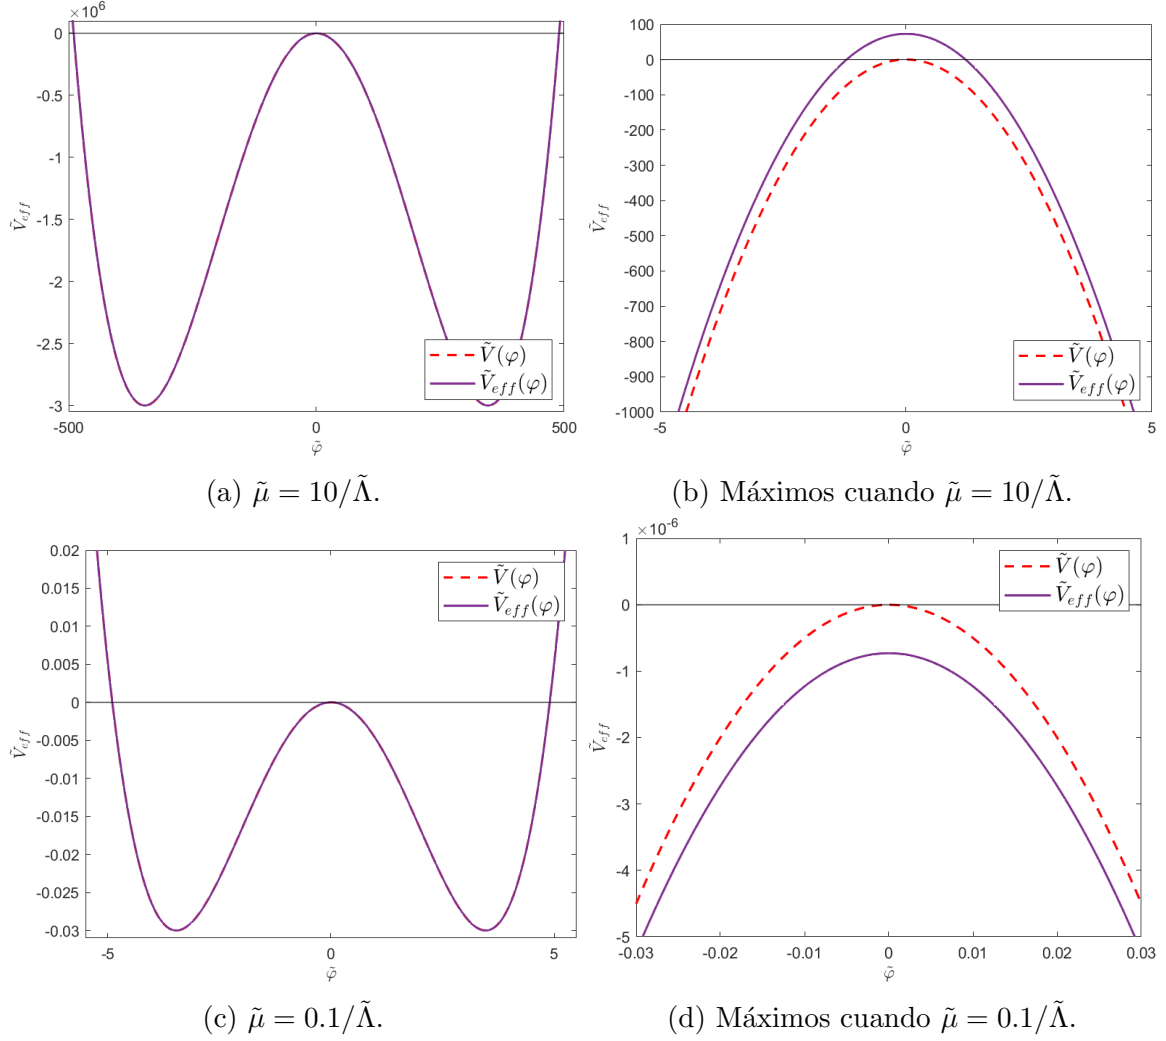 ×10⁶
0
-0.5
-1
-1.5
-2
-2.5
-3
-500 0 500
φ̃
Ṽ_eff
Ṽ(φ)
Ṽ_eff(φ)
(a) μ̃ = 10/Λ̃.
100
0
-100
-200
-300
-400
-500
-600
-700
-800
-900
-1000
-5 0 5
φ̃
Ṽ_eff
Ṽ(φ)
Ṽ_eff(φ)
(b) Máximos cuando μ̃ = 10/Λ̃.
0.02
0.015
0.01
0.005
0
-0.005
-0.01
-0.015
-0.02
-0.025
-0.03
-5 0 5
φ̃
Ṽ_eff
Ṽ(φ)
Ṽ_eff(φ)
(c) μ̃ = 0.1/Λ̃.
×10⁻⁶
1
0
-1
-2
-3
-4
-5
-0.03 -0.02 -0.01 0 0.01 0.02 0.03
φ̃
Ṽ_eff
Ṽ(φ)
Ṽ_eff(φ)
(d) Máximos cuando μ̃ = 0.1/Λ̃.